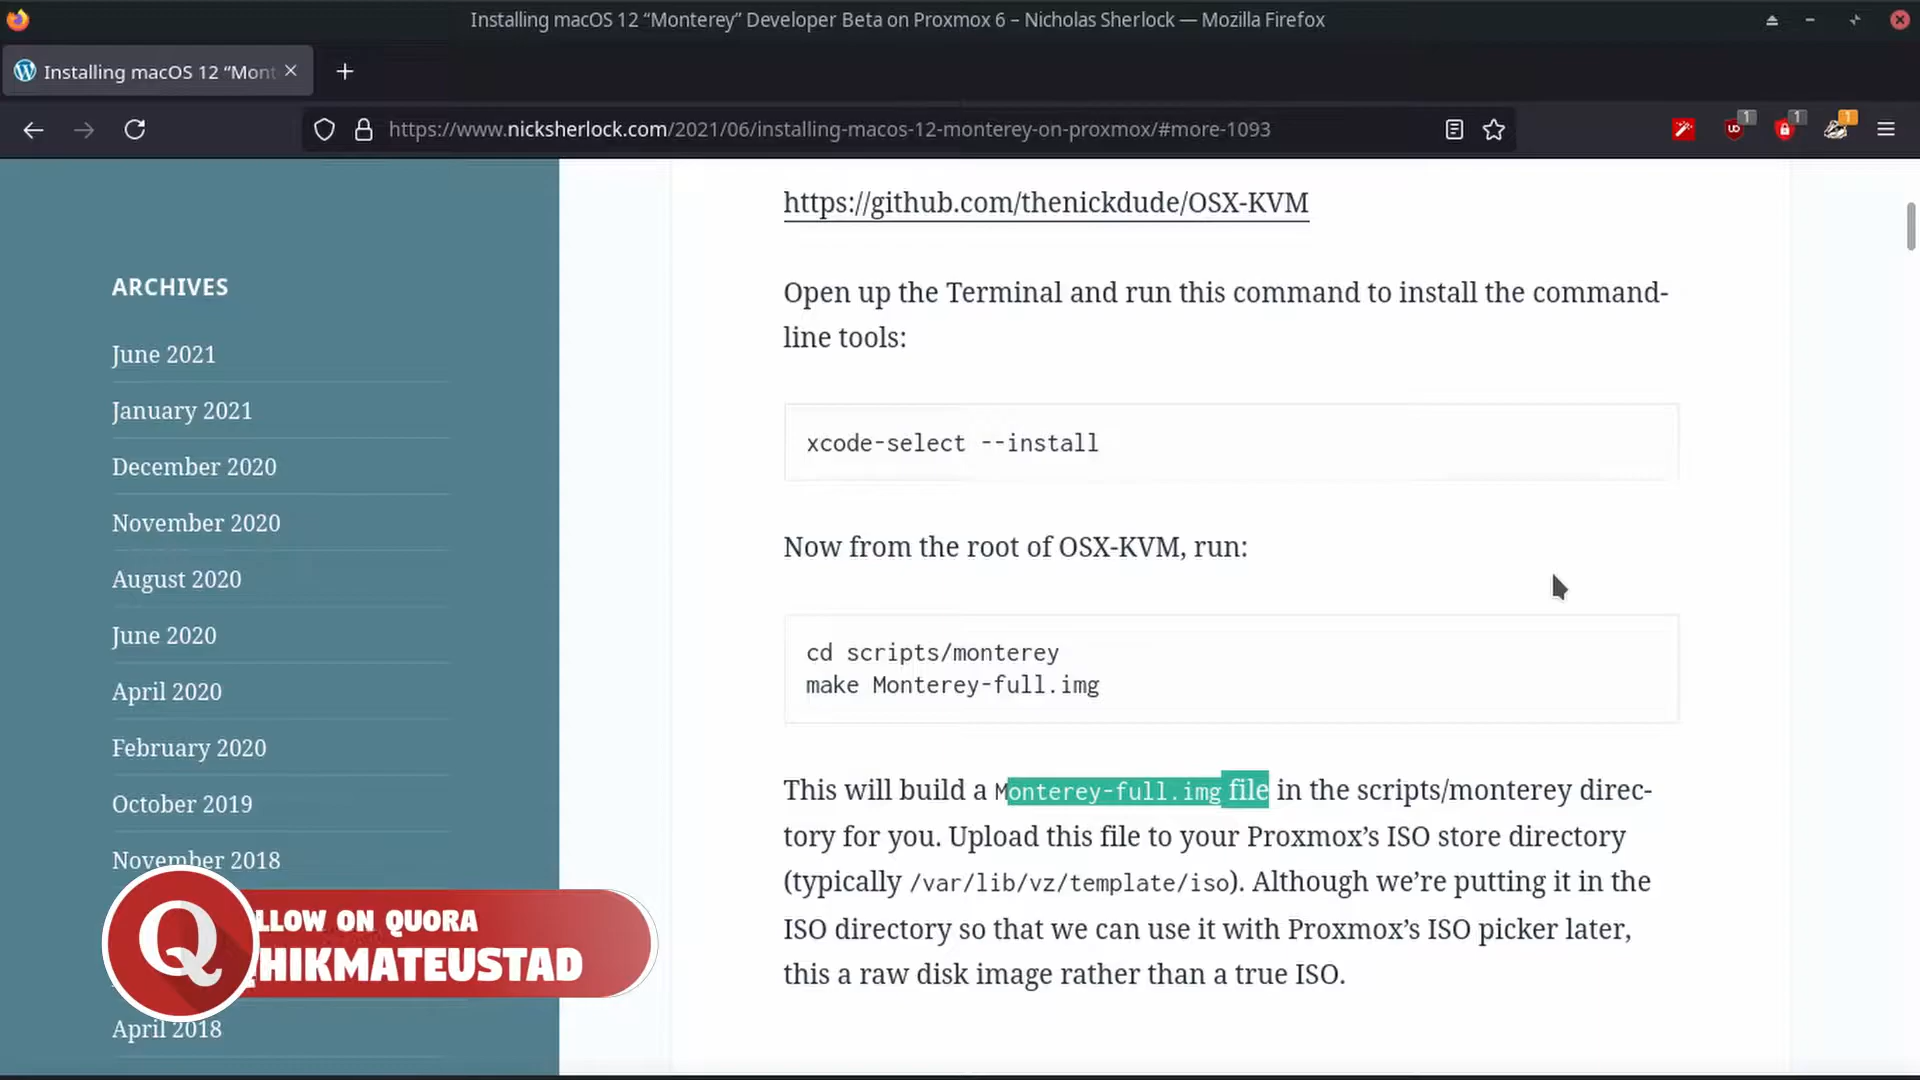 Installing macOS 12 “Monterey” Developer Beta on Proxmox 6 – Nicholas Sherlock — Mozilla Firefox
Installing macOS 12 “Mont
https://www.nicksherlock.com/2021/06/installing-macos-12-monterey-on-proxmox/#more-1093
1
1
1
ARCHIVES
June 2021
January 2021
December 2020
November 2020
August 2020
June 2020
April 2020
February 2020
October 2019
November 2018
April 2018
https://github.com/thenickdude/OSX-KVM
Open up the Terminal and run this command to install the command-
line tools:
xcode-select --install
Now from the root of OSX-KVM, run:
cd scripts/monterey
make Monterey-full.img
This will build a Monterey-full.img file in the scripts/monterey direc-
tory for you. Upload this file to your Proxmox’s ISO store directory
(typically /var/lib/vz/template/iso). Although we’re putting it in the
ISO directory so that we can use it with Proxmox’s ISO picker later,
this a raw disk image rather than a true ISO.
Q
LLOW ON QUORA
HIKMATEUSTAD